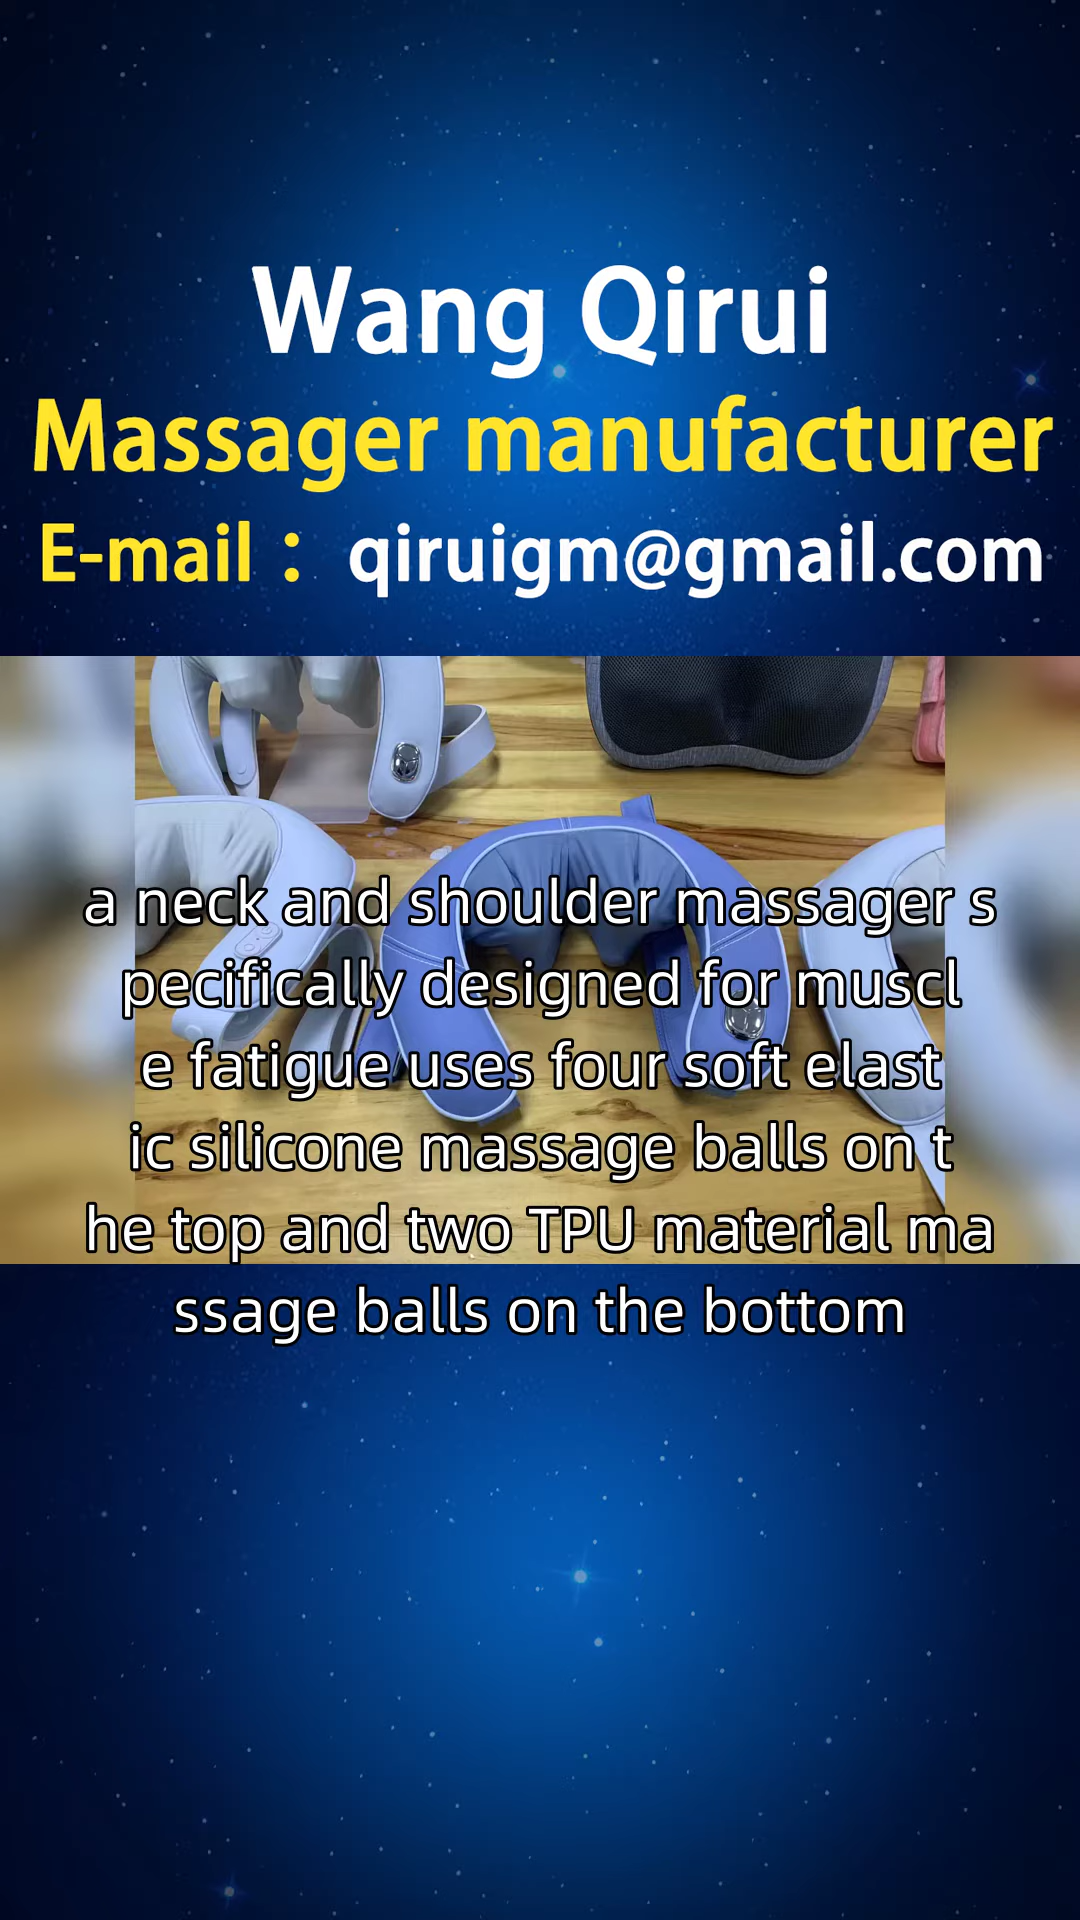 Wang Qirui
Massager manufacturer
E-mail： qiruigm@gmail.com
a neck and shoulder massager s
pecifically designed for muscl
e fatigue uses four soft elast
ic silicone massage balls on t
he top and two TPU material ma
ssage balls on the bottom